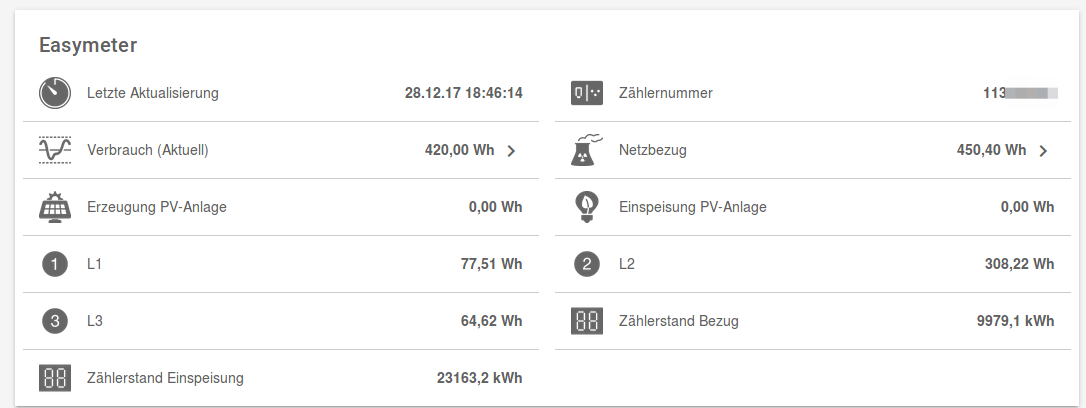 Easymeter
Letzte Aktualisierung 28.12.17 18:46:14
Zählernummer 113
Verbrauch (Aktuell) 420,00 Wh
Netzbezug 450,40 Wh
Erzeugung PV-Anlage 0,00 Wh
Einspeisung PV-Anlage 0,00 Wh
1 L1 77,51 Wh
2 L2 308,22 Wh
3 L3 64,62 Wh
88 Zählerstand Bezug 9979,1 kWh
88 Zählerstand Einspeisung 23163,2 kWh